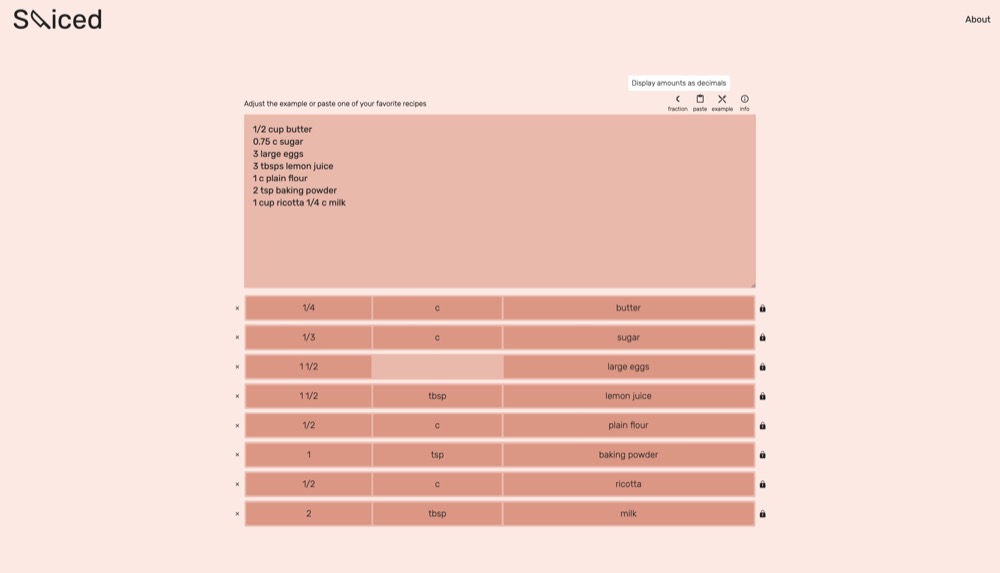 Sliced
About
Display amounts as decimals
Adjust the example or paste one of your favorite recipes
fraction paste example info
1/2 cup butter
0.75 c sugar
3 large eggs
3 tbsps lemon juice
1 c plain flour
2 tsp baking powder
1 cup ricotta 1/4 c milk
× 1/4 c butter
× 1/3 c sugar
× 1 1/2 large eggs
× 1 1/2 tbsp lemon juice
× 1/2 c plain flour
× 1 tsp baking powder
× 1/2 c ricotta
× 2 tbsp milk